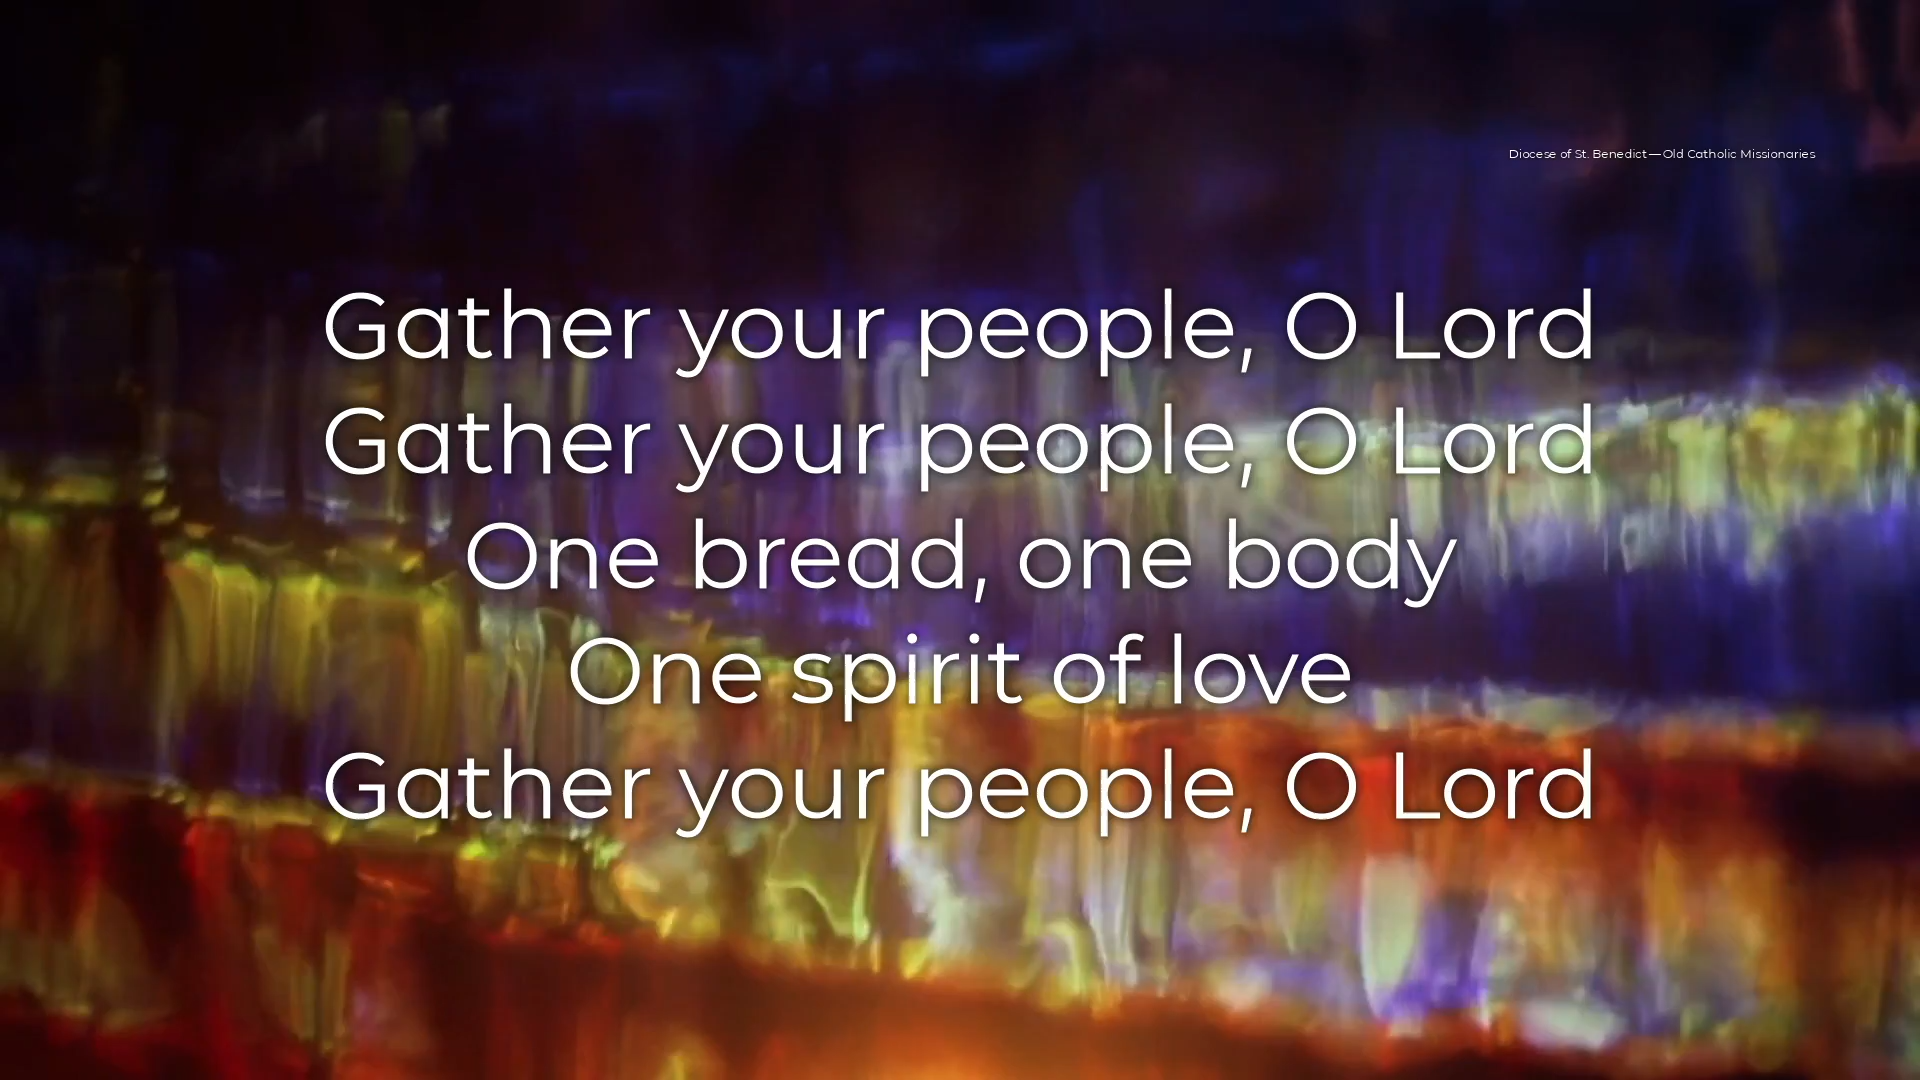 Diocese of St. Benedict—Old Catholic Missionaries
Gather your people, O Lord
Gather your people, O Lord
One bread, one body
One spirit of love
Gather your people, O Lord